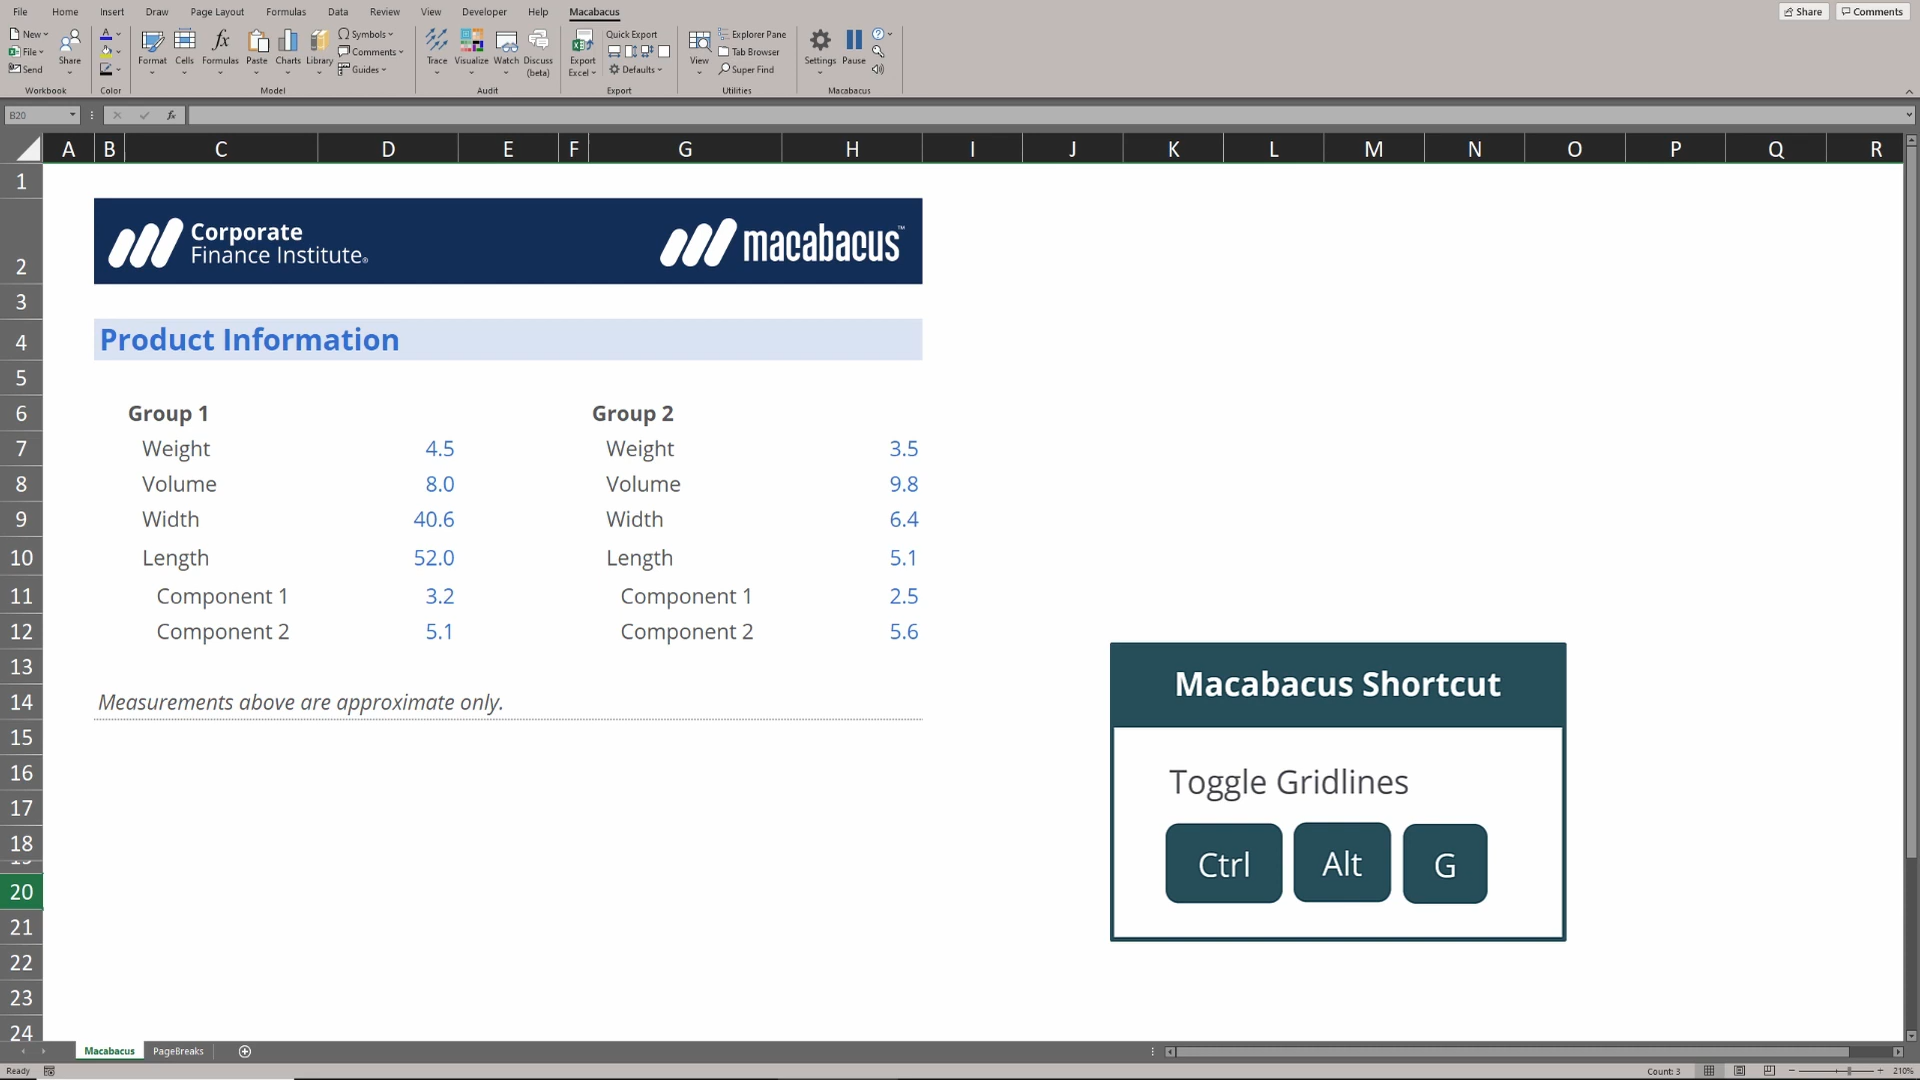 File Home Insert Draw Page Layout Formulas Data Review View Developer Help Macabacus Share Comments
New
File
Send
Share
Workbook
Color
Format Cells Formulas Paste Charts Library
Symbols
Comments
Guides
Model
Trace Visualize Watch Discuss
(beta)
Audit
Export
Excel
Quick Export
Defaults
Export
View
Explorer Pane
Tab Browser
Super Find
Utilities
Settings Pause
Macabacus
B20 fx
A B C D E F G H I J K L M N O P Q R
1
2 Corporate
Finance Institute® macabacus™
3
4 Product Information
5
6 Group 1 Group 2
7 Weight 4.5 Weight 3.5
8 Volume 8.0 Volume 9.8
9 Width 40.6 Width 6.4
10 Length 52.0 Length 5.1
11 Component 1 3.2 Component 1 2.5
12 Component 2 5.1 Component 2 5.6
13
14 Measurements above are approximate only.
15
16
17
18
20
21
22
23
24
Macabacus Shortcut
Toggle Gridlines
Ctrl Alt G
Macabacus PageBreaks
Ready Count: 3 210%